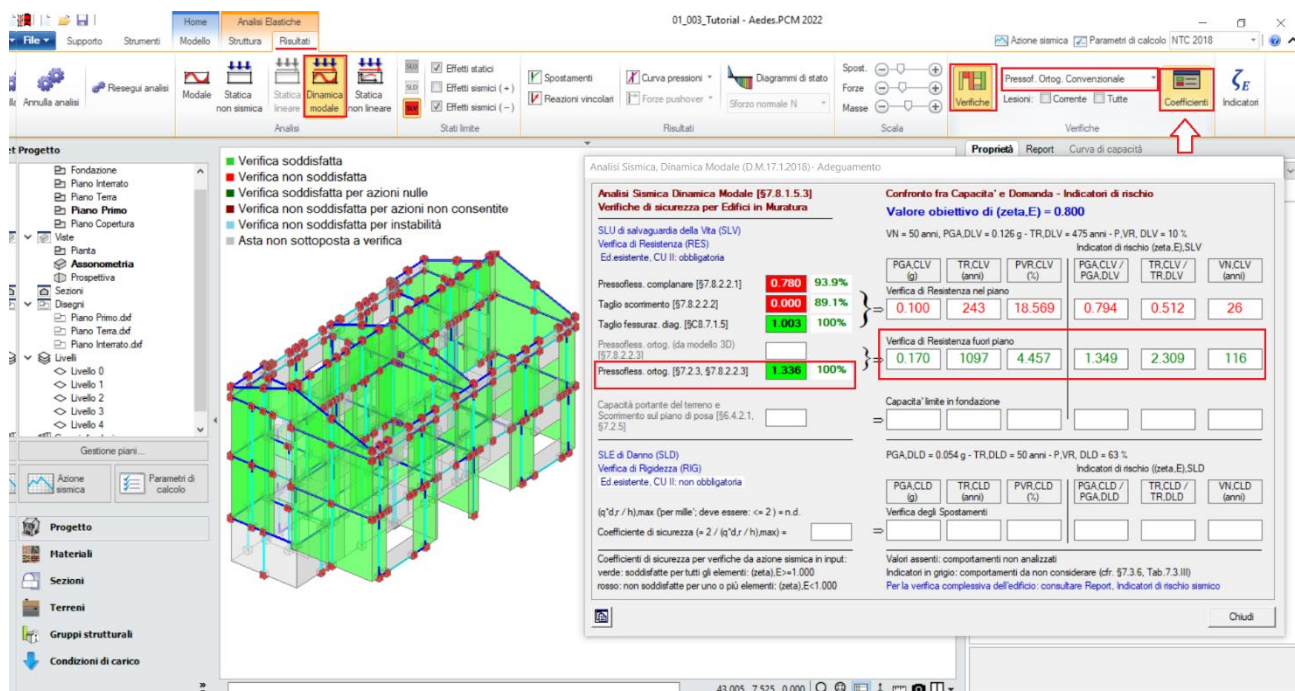 01_003_Tutorial - Aedes.PCM 2022
Home
Analisi Elastiche
File
Supporto
Strumenti
Modello
Struttura
Risultati
Azione sismica
Parametri di calcolo
NTC 2018
Annulla analisi
Riesegui analisi
Modale
Statica non sismica
Statica lineare
Dinamica modale
Statica non lineare
Analisi
SLD
SLD
SLV
Effetti statici
Effetti sismici (+)
Effetti sismici (−)
Stati limite
Spostamenti
Reazioni vincolari
Curva pressioni
Forze pushover
Diagrammi di stato
Sforzo normale N
Risultati
Spost.
Forze
Masse
Scala
Verifiche
Pressof. Ortog. Convenzionale
Lesioni:
Corrente
Tutte
Coefficienti
Verifiche
ζE
Indicatori
Progetto
Fondazione
Piano Interrato
Piano Terra
Piano Primo
Piano Copertura
Viste
Pianta
Assonometria
Prospettiva
Sezioni
Disegni
Piano Primo.dxf
Piano Terra.dxf
Piano Interrato.dxf
Livelli
Livello 0
Livello 1
Livello 2
Livello 3
Livello 4
Gestione piani...
Azione sismica
Parametri di calcolo
Progetto
Materiali
Sezioni
Terreni
Gruppi strutturali
Condizioni di carico
Verifica soddisfatta
Verifica non soddisfatta
Verifica soddisfatta per azioni nulle
Verifica non soddisfatta per azioni non consentite
Verifica non soddisfatta per instabilità
Asta non sottoposta a verifica
43.005 7.525 0.000
Proprietà
Report
Curva di capacità
Analisi Sismica, Dinamica Modale (D.M.17.1.2018)- Adeguamento
Analisi Sismica Dinamica Modale [§7.8.1.5.3]
Verifiche di sicurezza per Edifici in Muratura
SLU di salvaguardia della Vita (SLV)
Verifica di Resistenza (RES)
Ed.esistente, CU II: obbligatoria
Pressofless. complanare [§7.8.2.2.1] 0.780 93.9%
Taglio scorrimento [§7.8.2.2.2] 0.000 89.1%
Taglio fessuraz. diag. [§C8.7.1.5] 1.003 100%
Pressofless. ortog. (da modello 3D)
[§7.8.2.2.3]
Pressofless. ortog. [§7.2.3, §7.8.2.2.3] 1.336 100%
Capacità portante del terreno e
Scorrimento sul piano di posa [§6.4.2.1,
§7.2.5]
SLE di Danno (SLD)
Verifica di Rigidezza (RIG)
Ed.esistente, CU II: non obbligatoria
(q*d,r / h),max ('per mille'; deve essere: <= 2 ) = n.d.
Coefficiente di sicurezza (= 2 / (q*d,r / h),max) =
Coefficienti di sicurezza per verifiche da azione sismica in input:
verde: soddisfatte per tutti gli elementi: (zeta),E>=1.000
rosso: non soddisfatte per uno o più elementi: (zeta),E<1.000
Confronto fra Capacita' e Domanda - Indicatori di rischio
Valore obiettivo di (zeta,E) = 0.800
VN = 50 anni, PGA,DLV = 0.126 g - TR,DLV = 475 anni - P,VR, DLV = 10 %
Indicatori di rischio (zeta,E),SLV
PGA,CLV (g) TR,CLV (anni) PVR,CLV (%) PGA,CLV / PGA,DLV TR,CLV / TR,DLV VN,CLV (anni)
Verifica di Resistenza nel piano
0.100 243 18.569 0.794 0.512 26
Verifica di Resistenza fuori piano
0.170 1097 4.457 1.349 2.309 116
Capacita' limite in fondazione
PGA,DLD = 0.054 g - TR,DLD = 50 anni - P,VR, DLD = 63 %
Indicatori di rischio ((zeta,E),SLD
PGA,CLD (g) TR,CLD (anni) PVR,CLD (%) PGA,CLD / PGA,DLD TR,CLD / TR,DLD VN,CLD (anni)
Verifica degli Spostamenti
Valori assenti: comportamenti non analizzati
Indicatori in grigio: comportamenti da non considerare (cfr. §7.3.6, Tab.7.3.III)
Per la verifica complessiva dell'edificio: consultare Report, Indicatori di rischio sismico
Chiudi